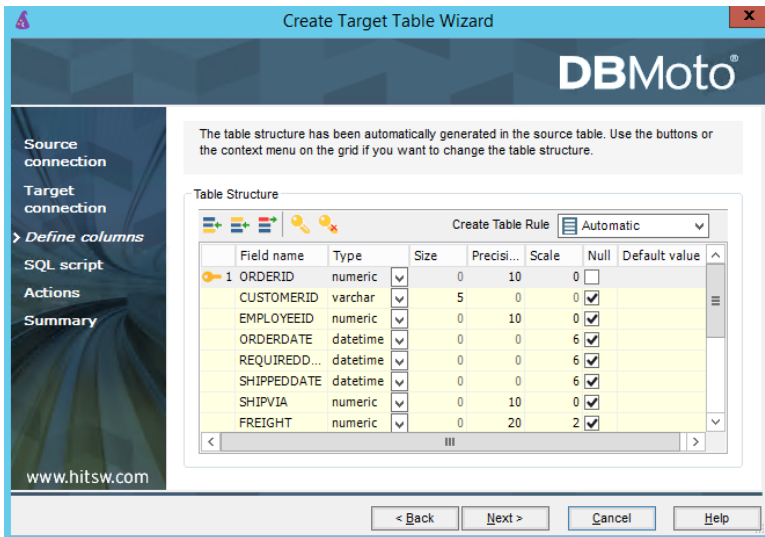 Create Target Table Wizard
x
DBMoto®
Source
connection
Target
connection
Define columns
SQL script
Actions
Summary
www.hitsw.com
The table structure has been automatically generated in the source table. Use the buttons or
the context menu on the grid if you want to change the table structure.
Table Structure
Create Table Rule Automatic
Field name Type Size Precisi... Scale Null Default value
1 ORDERID numeric 0 10 0
CUSTOMERID varchar 5 0 0
EMPLOYEEID numeric 0 10 0
ORDERDATE datetime 0 0 6
REQUIREDD... datetime 0 0 6
SHIPPEDDATE datetime 0 0 6
SHIPVIA numeric 0 10 0
FREIGHT numeric 0 20 2
< Back Next > Cancel Help